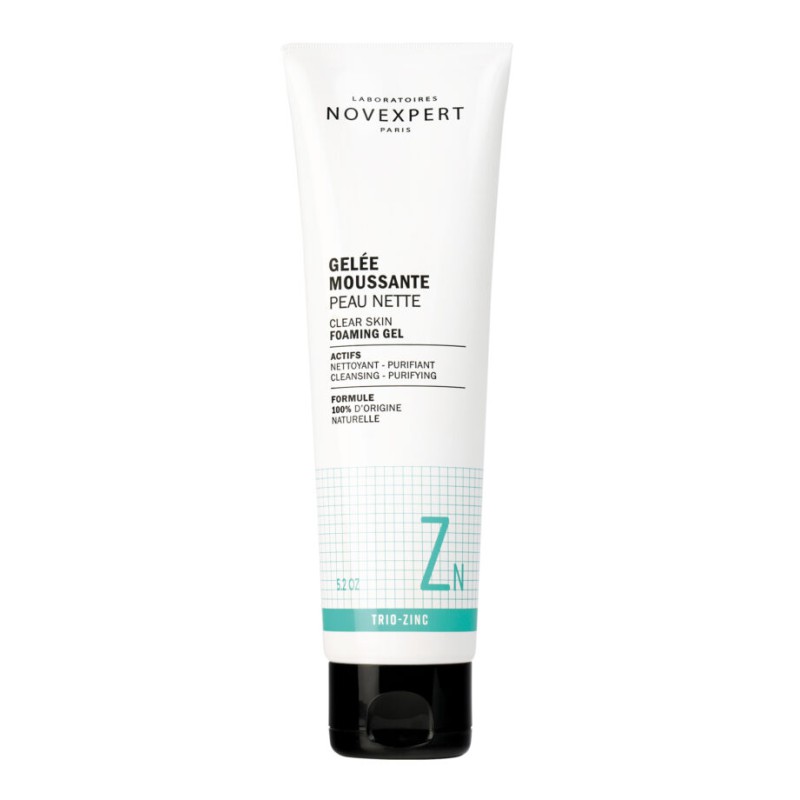 LABORATOIRES
NOVEXPERT
PARIS
GELÉE
MOUSSANTE
PEAU NETTE
CLEAR SKIN
FOAMING GEL
ACTIFS
NETTOYANT - PURIFIANT
CLEANSING - PURIFYING
FORMULE
100% D'ORIGINE
NATURELLE
ZN
5.2 OZ
TRIO-ZINC